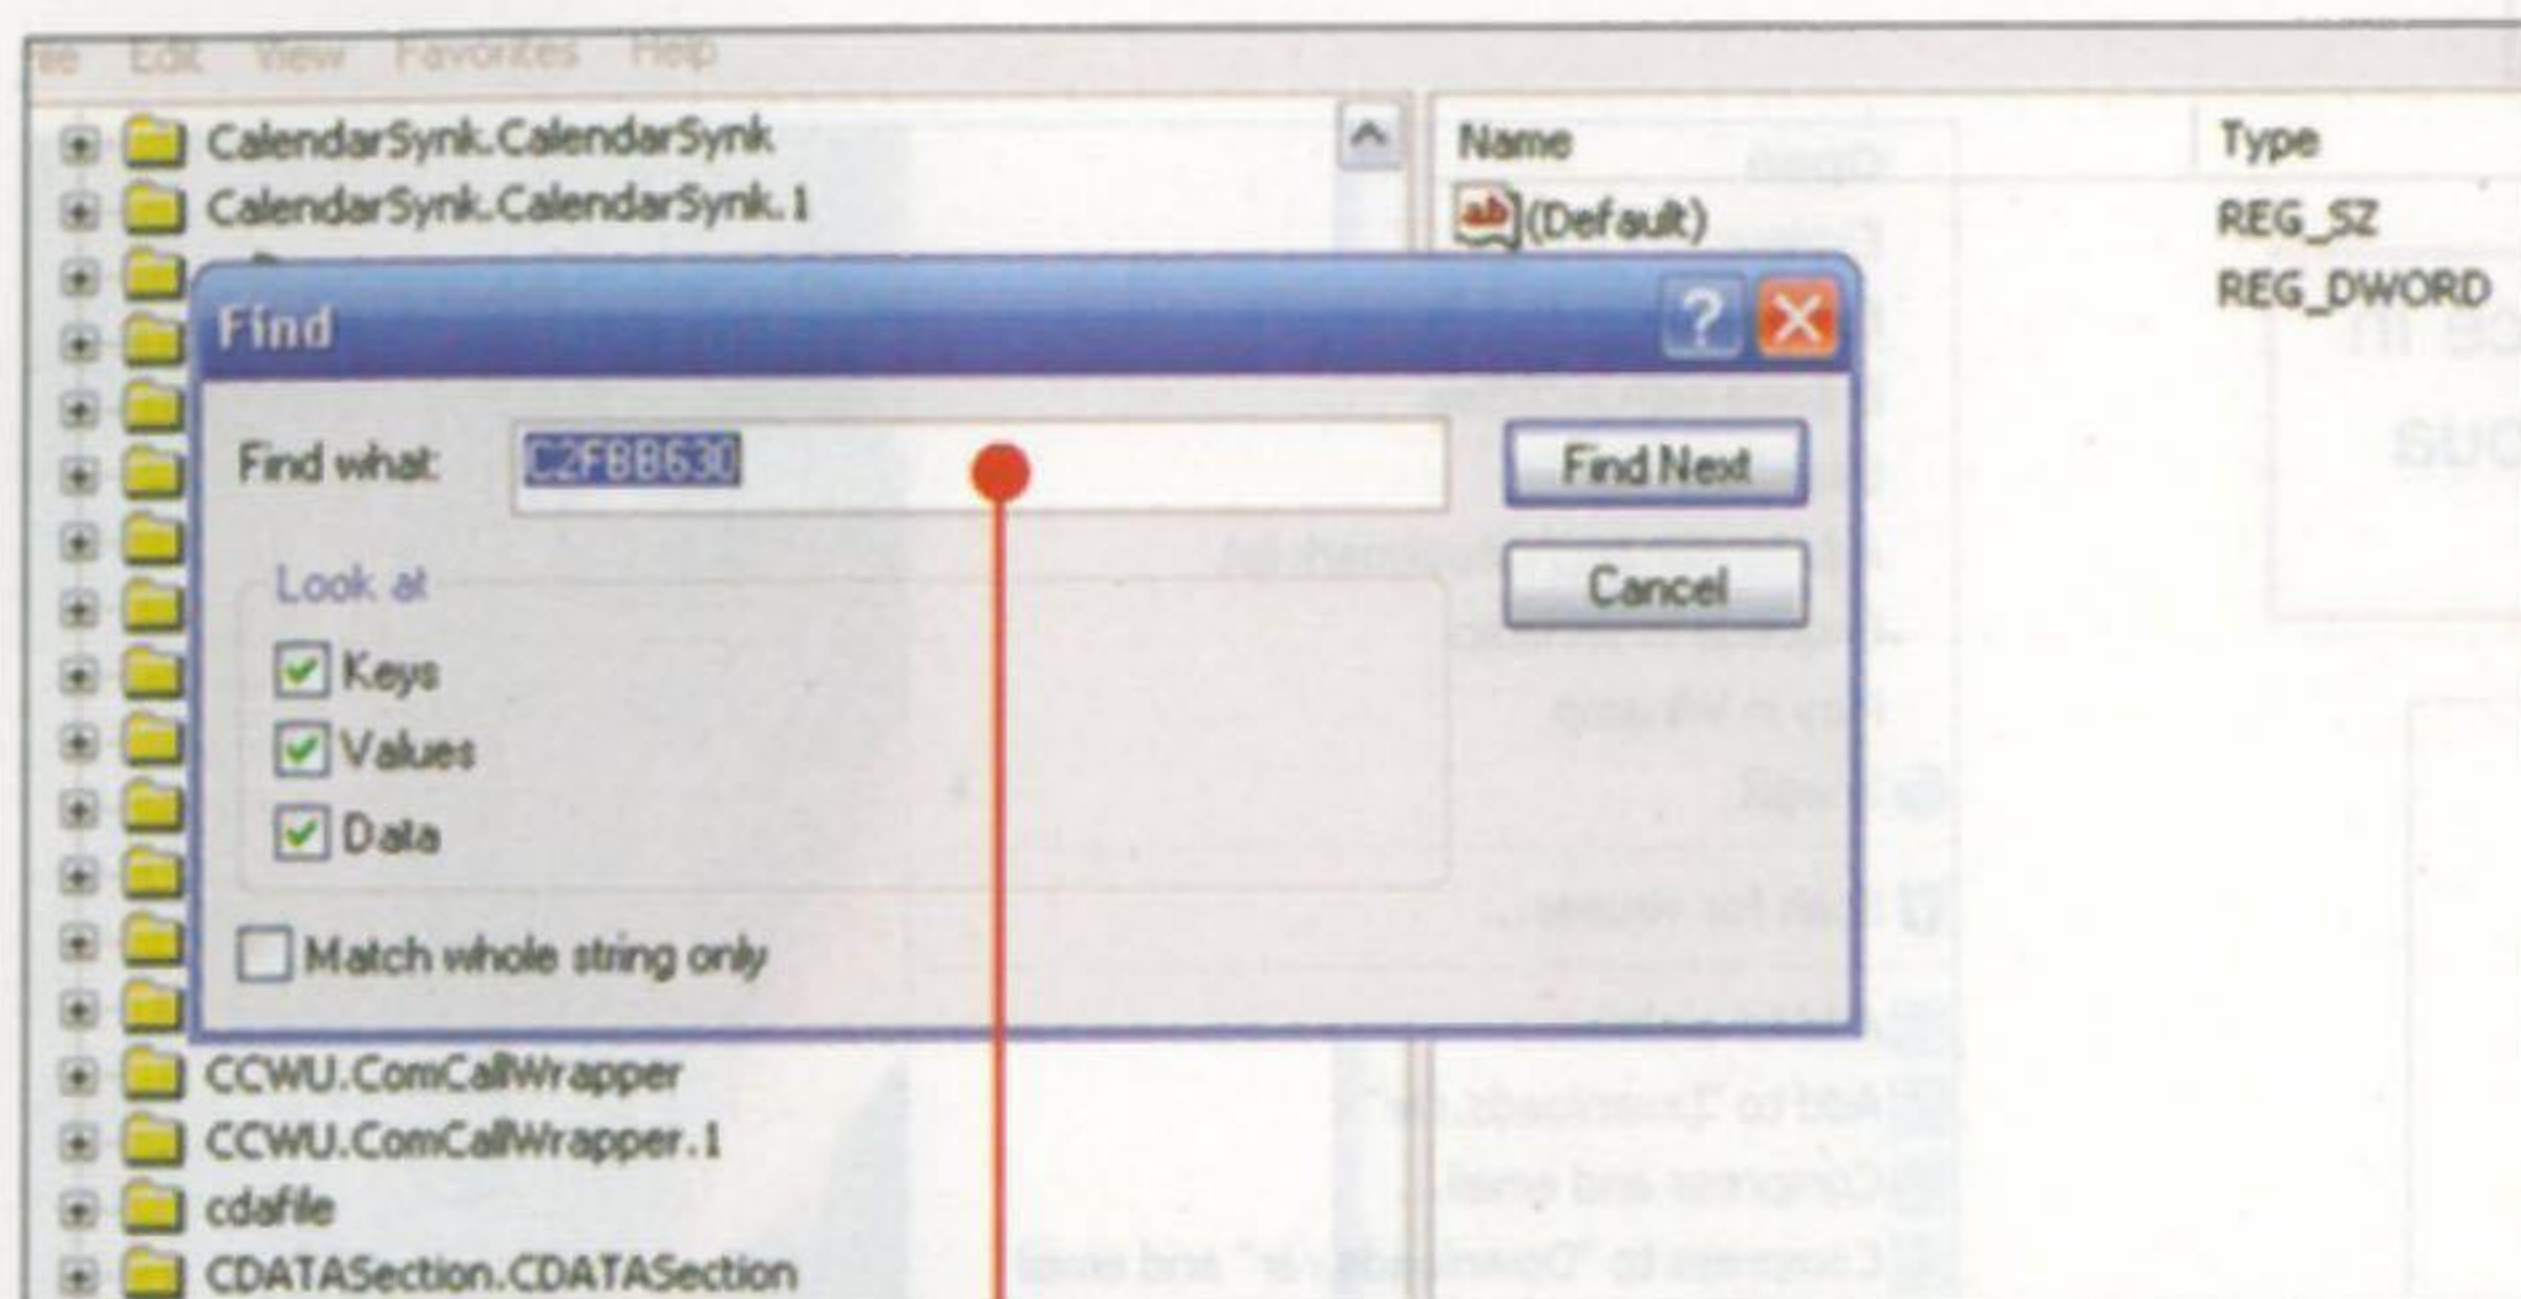 File Edit View Favorites Help
CalendarSynk.CalendarSynk
CalendarSynk.CalendarSynk.1
Name Type
(Default) REG_SZ
REG_DWORD
Find
Find what: C2FBB630
Find Next
Cancel
Look at
Keys
Values
Data
Match whole string only
CCWU.ComCallWrapper
CCWU.ComCallWrapper.1
cdafile
CDATASection.CDATASection